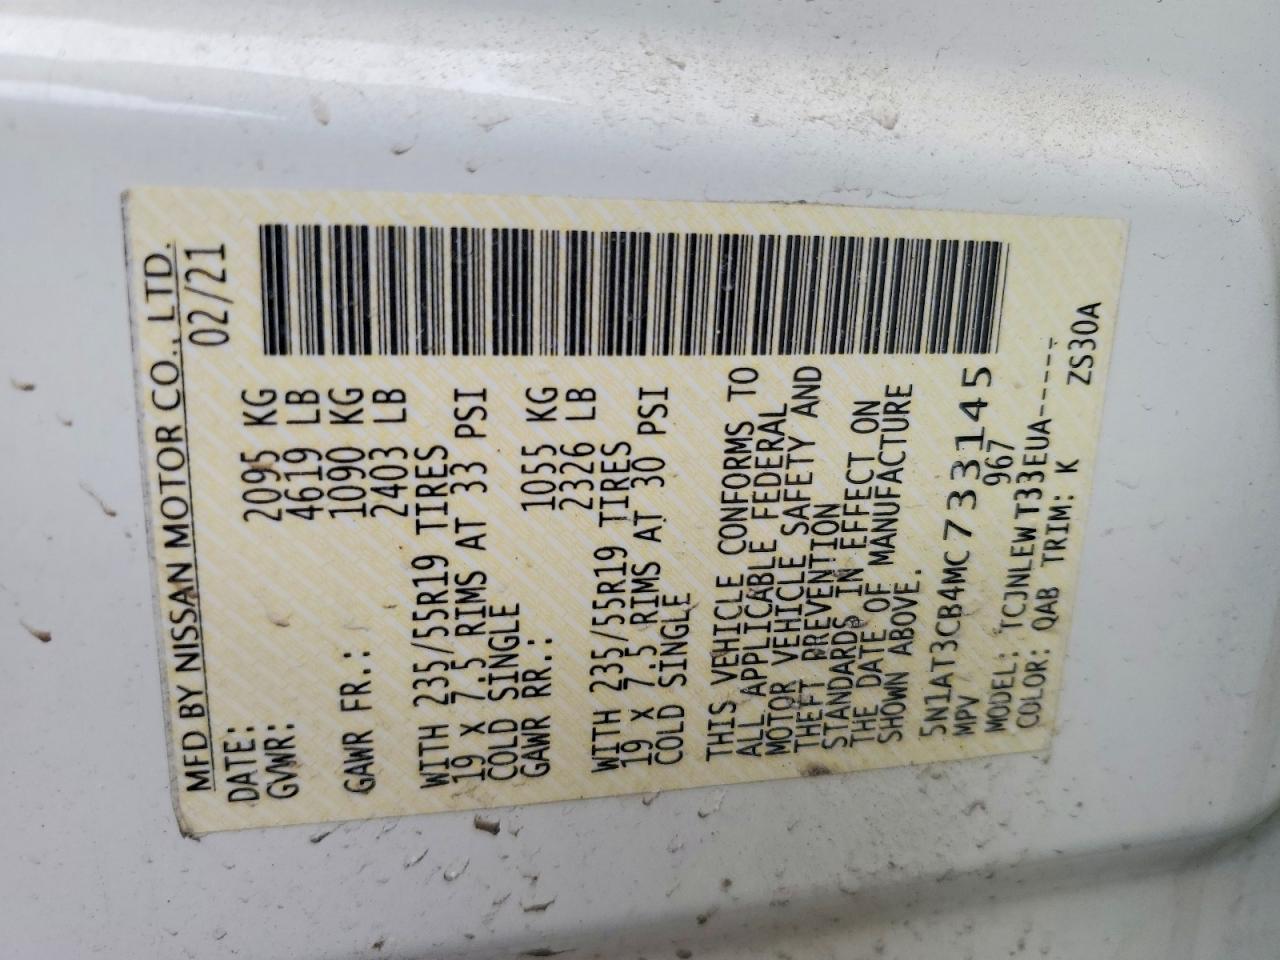 MFD BY NISSAN MOTOR CO., LTD.
DATE: 02/21
GVWR: 2095 KG
4619 LB
GAWR FR.: 1090 KG
2403 LB
WITH 235/55R19 TIRES
19 X 7.5 RIMS AT 33 PSI
COLD SINGLE
GAWR RR.: 1055 KG
2326 LB
WITH 235/55R19 TIRES
19 X 7.5 RIMS AT 30 PSI
COLD SINGLE
THIS VEHICLE CONFORMS TO
ALL APPLICABLE FEDERAL
MOTOR VEHICLE SAFETY AND
THEFT PREVENTION
STANDARDS IN EFFECT ON
THE DATE OF MANUFACTURE
SHOWN ABOVE.
5N1AT3CB4MC733145
MPV 967
MODEL: TCJNLEWT33EUA-----
COLOR: QAB TRIM: K
ZS30A